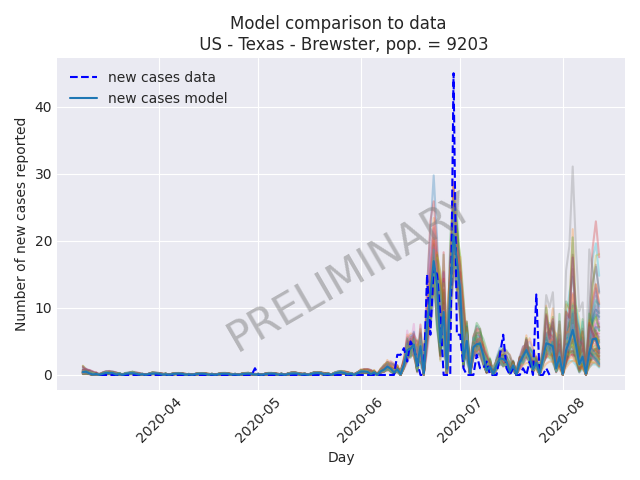 Model comparison to data
US - Texas - Brewster, pop. = 9203
new cases data
new cases model
Number of new cases reported
40
30
20
10
0
PRELIMINARY
2020-04
2020-05
2020-06
2020-07
2020-08
Day